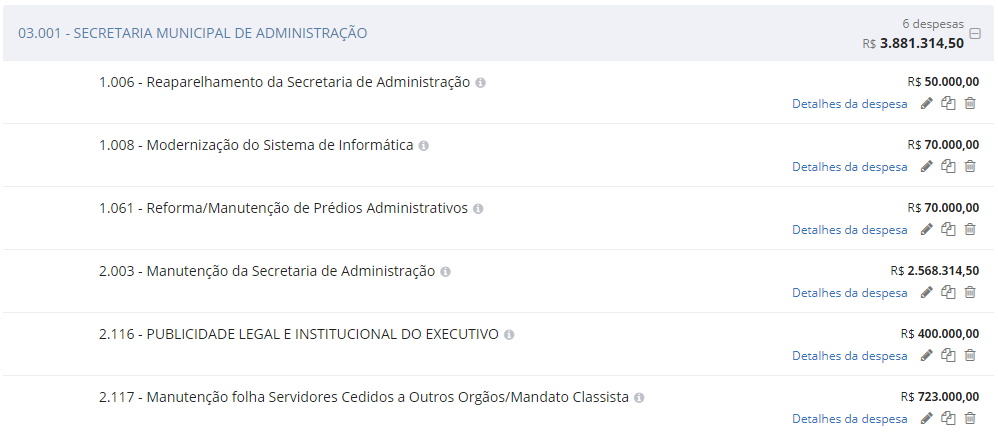 03.001 - SECRETARIA MUNICIPAL DE ADMINISTRAÇÃO
6 despesas
R$ 3.881.314,50
1.006 - Reaparelhamento da Secretaria de Administração
R$ 50.000,00
Detalhes da despesa
1.008 - Modernização do Sistema de Informática
R$ 70.000,00
Detalhes da despesa
1.061 - Reforma/Manutenção de Prédios Administrativos
R$ 70.000,00
Detalhes da despesa
2.003 - Manutenção da Secretaria de Administração
R$ 2.568.314,50
Detalhes da despesa
2.116 - PUBLICIDADE LEGAL E INSTITUCIONAL DO EXECUTIVO
R$ 400.000,00
Detalhes da despesa
2.117 - Manutenção folha Servidores Cedidos a Outros Orgãos/Mandato Classista
R$ 723.000,00
Detalhes da despesa